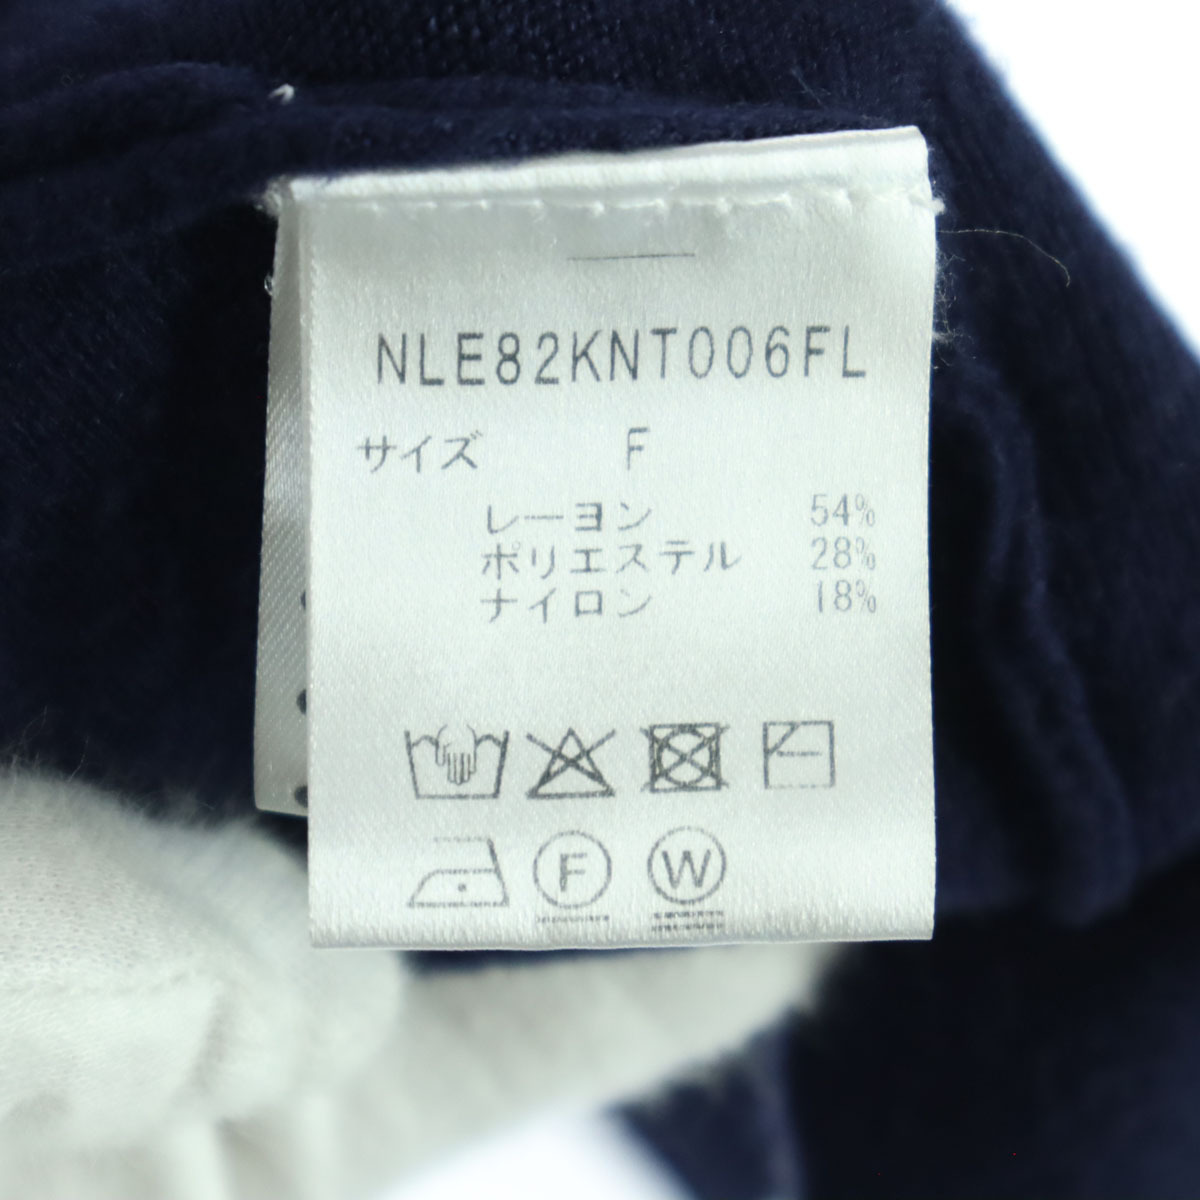 NLE82KNT006FL
サイズ F
レーヨン 54%
ポリエステル 28%
ナイロン 18%
F W